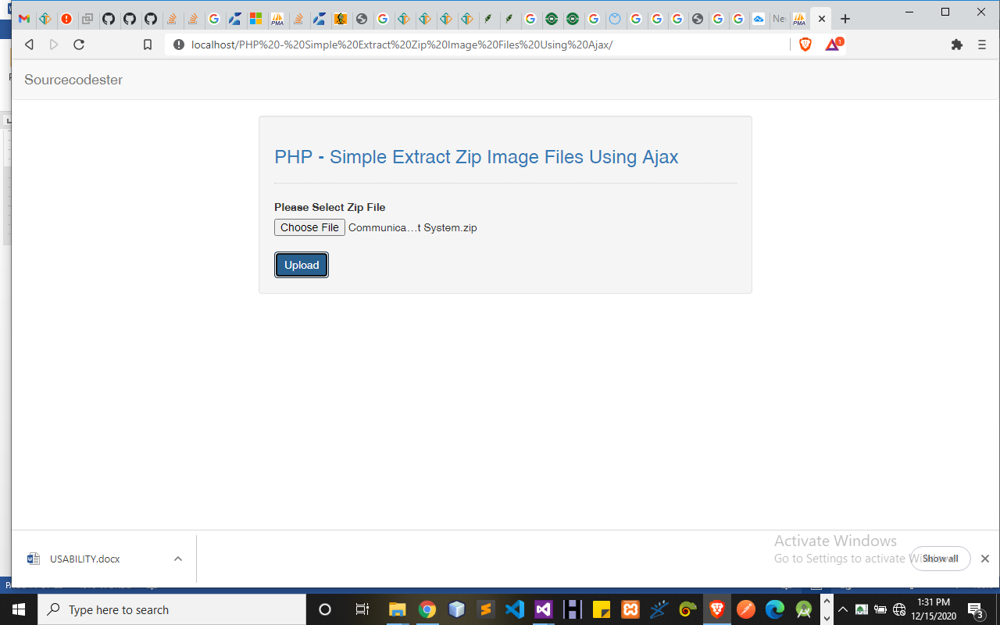 Ne
localhost/PHP%20-%20Simple%20Extract%20Zip%20Image%20Files%20Using%20Ajax/
1
Sourcecodester
PHP - Simple Extract Zip Image Files Using Ajax
Please Select Zip File
Choose File Communica…t System.zip
Upload
Activate Windows
Go to Settings to activate Windows.
USABILITY.docx
Show all
Type here to search
1:31 PM
12/15/2020
3